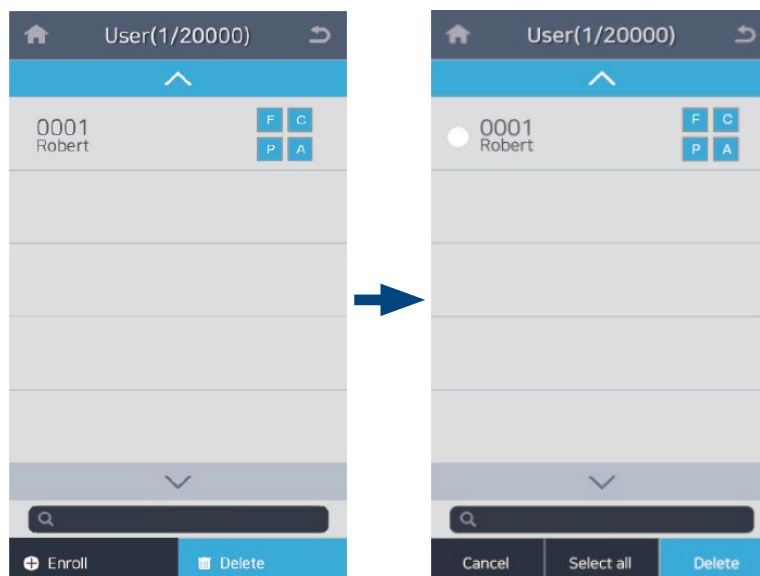 User(1/20000)
0001
Robert
F C
P A
Enroll Delete
User(1/20000)
0001
Robert
F C
P A
Cancel Select all Delete